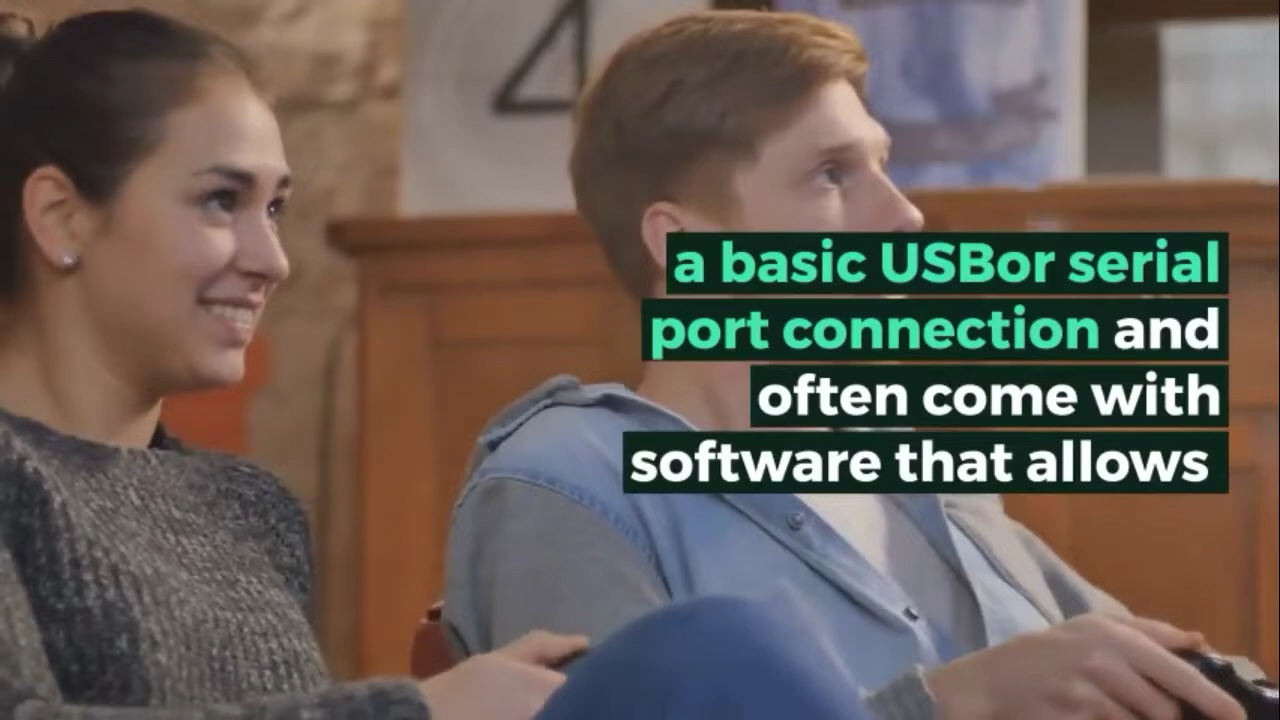 a basic USBor serial
port connection and
often come with
software that allows